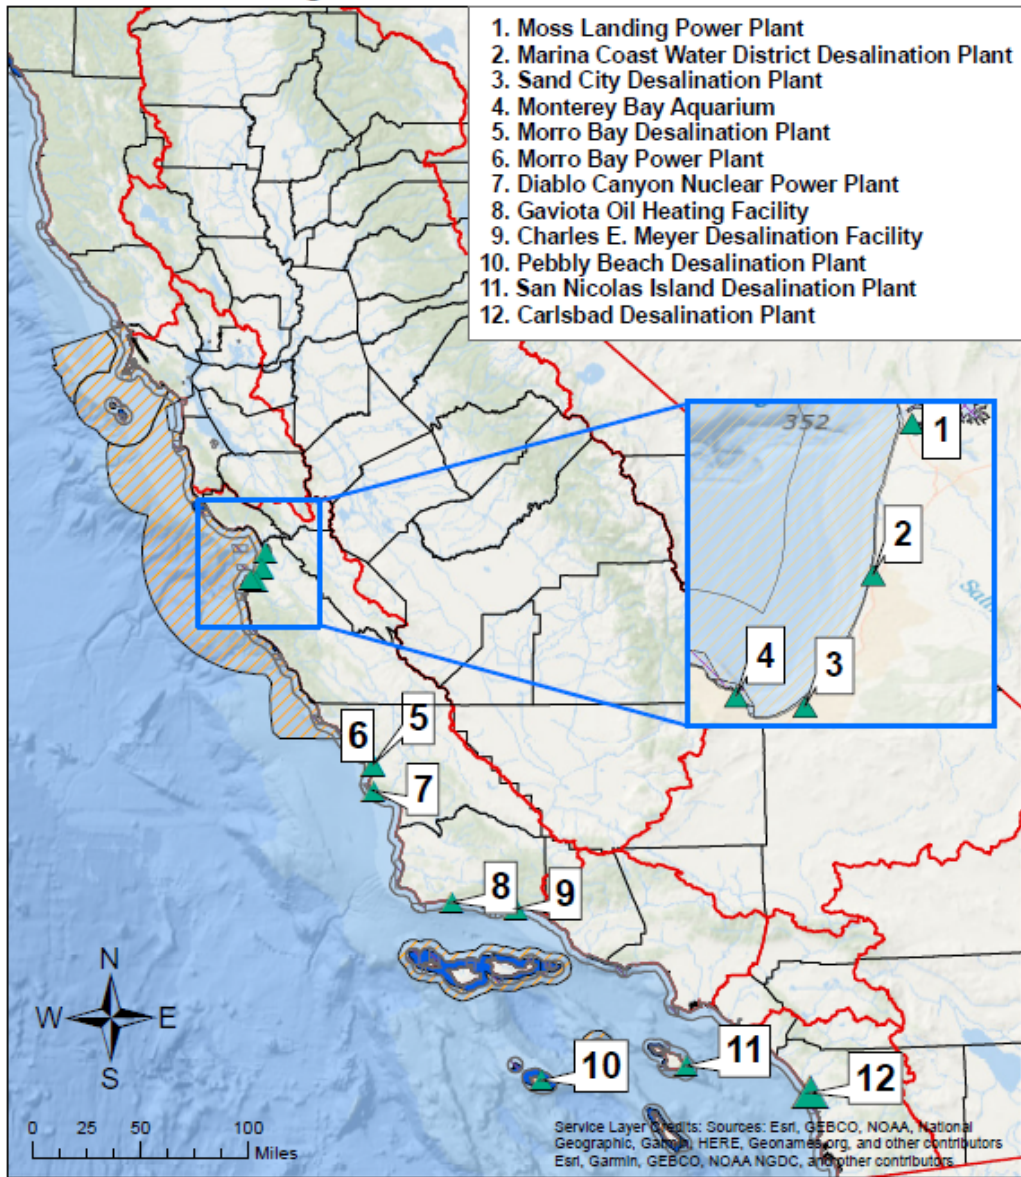 1. Moss Landing Power Plant
2. Marina Coast Water District Desalination Plant
3. Sand City Desalination Plant
4. Monterey Bay Aquarium
5. Morro Bay Desalination Plant
6. Morro Bay Power Plant
7. Diablo Canyon Nuclear Power Plant
8. Gaviota Oil Heating Facility
9. Charles E. Meyer Desalination Facility
10. Pebbly Beach Desalination Plant
11. San Nicolas Island Desalination Plant
12. Carlsbad Desalination Plant
352
1
2
4
3
5
6
7
8
9
N
W E
S
11
10
12
0 25 50 100
Miles
Service Layer Credits: Sources: Esri, GEBCO, NOAA, National
Geographic, Garmin, HERE, Geonames.org, and other contributors
Esri, Garmin, GEBCO, NOAA NGDC, and other contributors